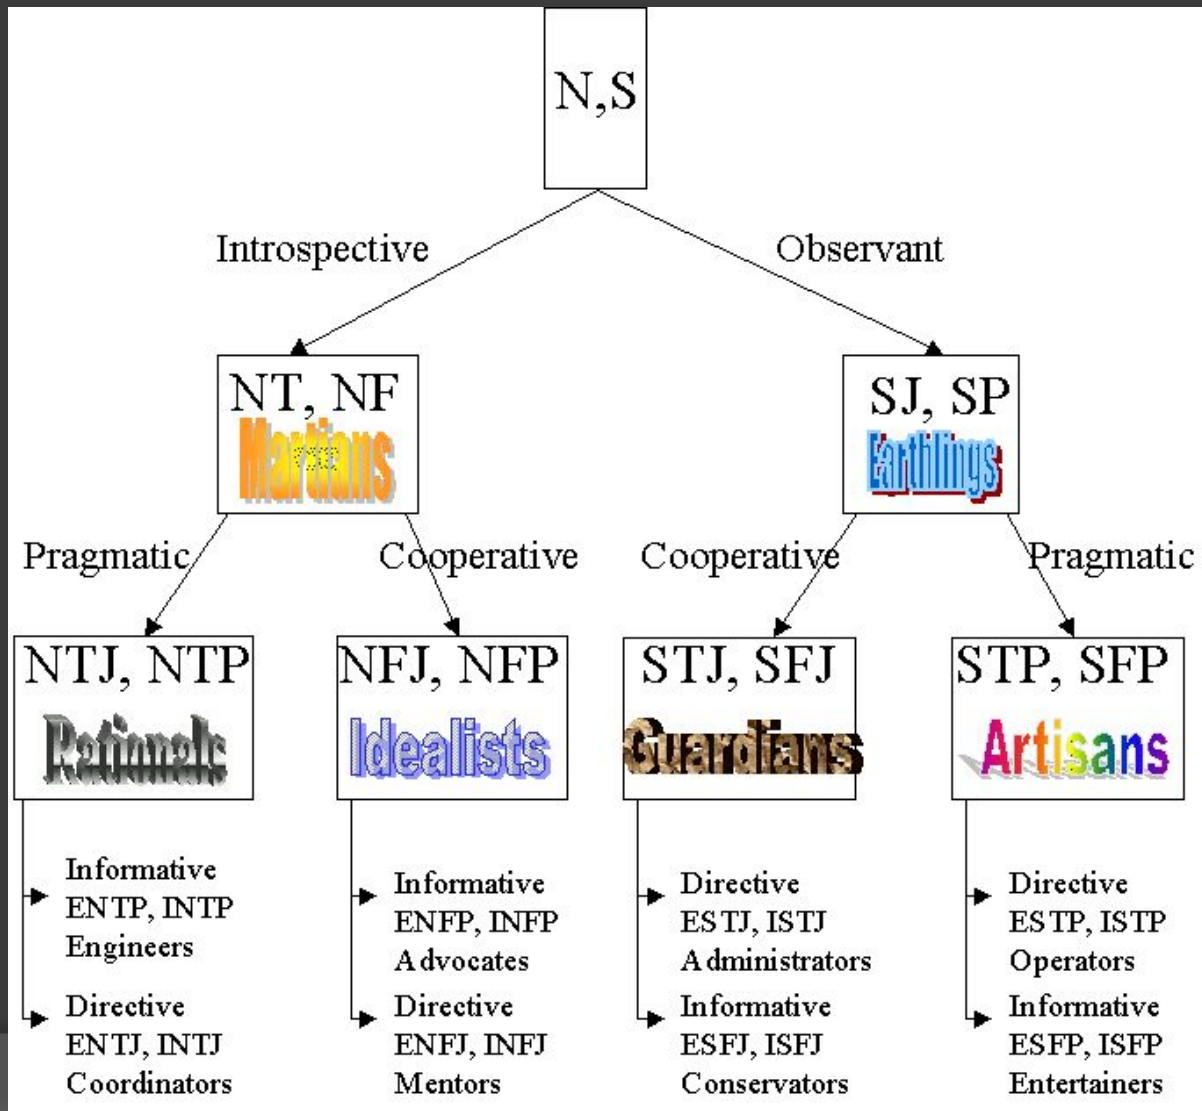 N,S
Introspective
Observant
NT, NF
Martians
SJ, SP
Earthlings
Pragmatic
Cooperative
Cooperative
Pragmatic
NTJ, NTP
Rationals
NFJ, NFP
Idealists
STJ, SFJ
Guardians
STP, SFP
Artisans
Informative
ENTP, INTP
Engineers
Directive
ENTJ, INTJ
Coordinators
Informative
ENFP, INFP
Advocates
Directive
ENFJ, INFJ
Mentors
Directive
ESTJ, ISTJ
Administrators
Informative
ESFJ, ISFJ
Conservators
Directive
ESTP, ISTP
Operators
Informative
ESFP, ISFP
Entertainers